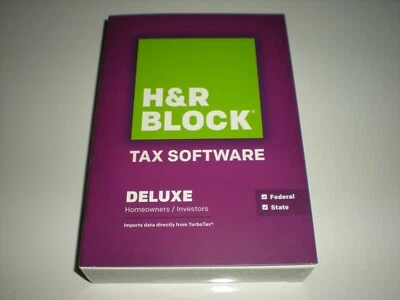 H&R
BLOCK®
TAX SOFTWARE
DELUXE
Homeowners / Investors
Imports data directly from TurboTax®
Federal
State